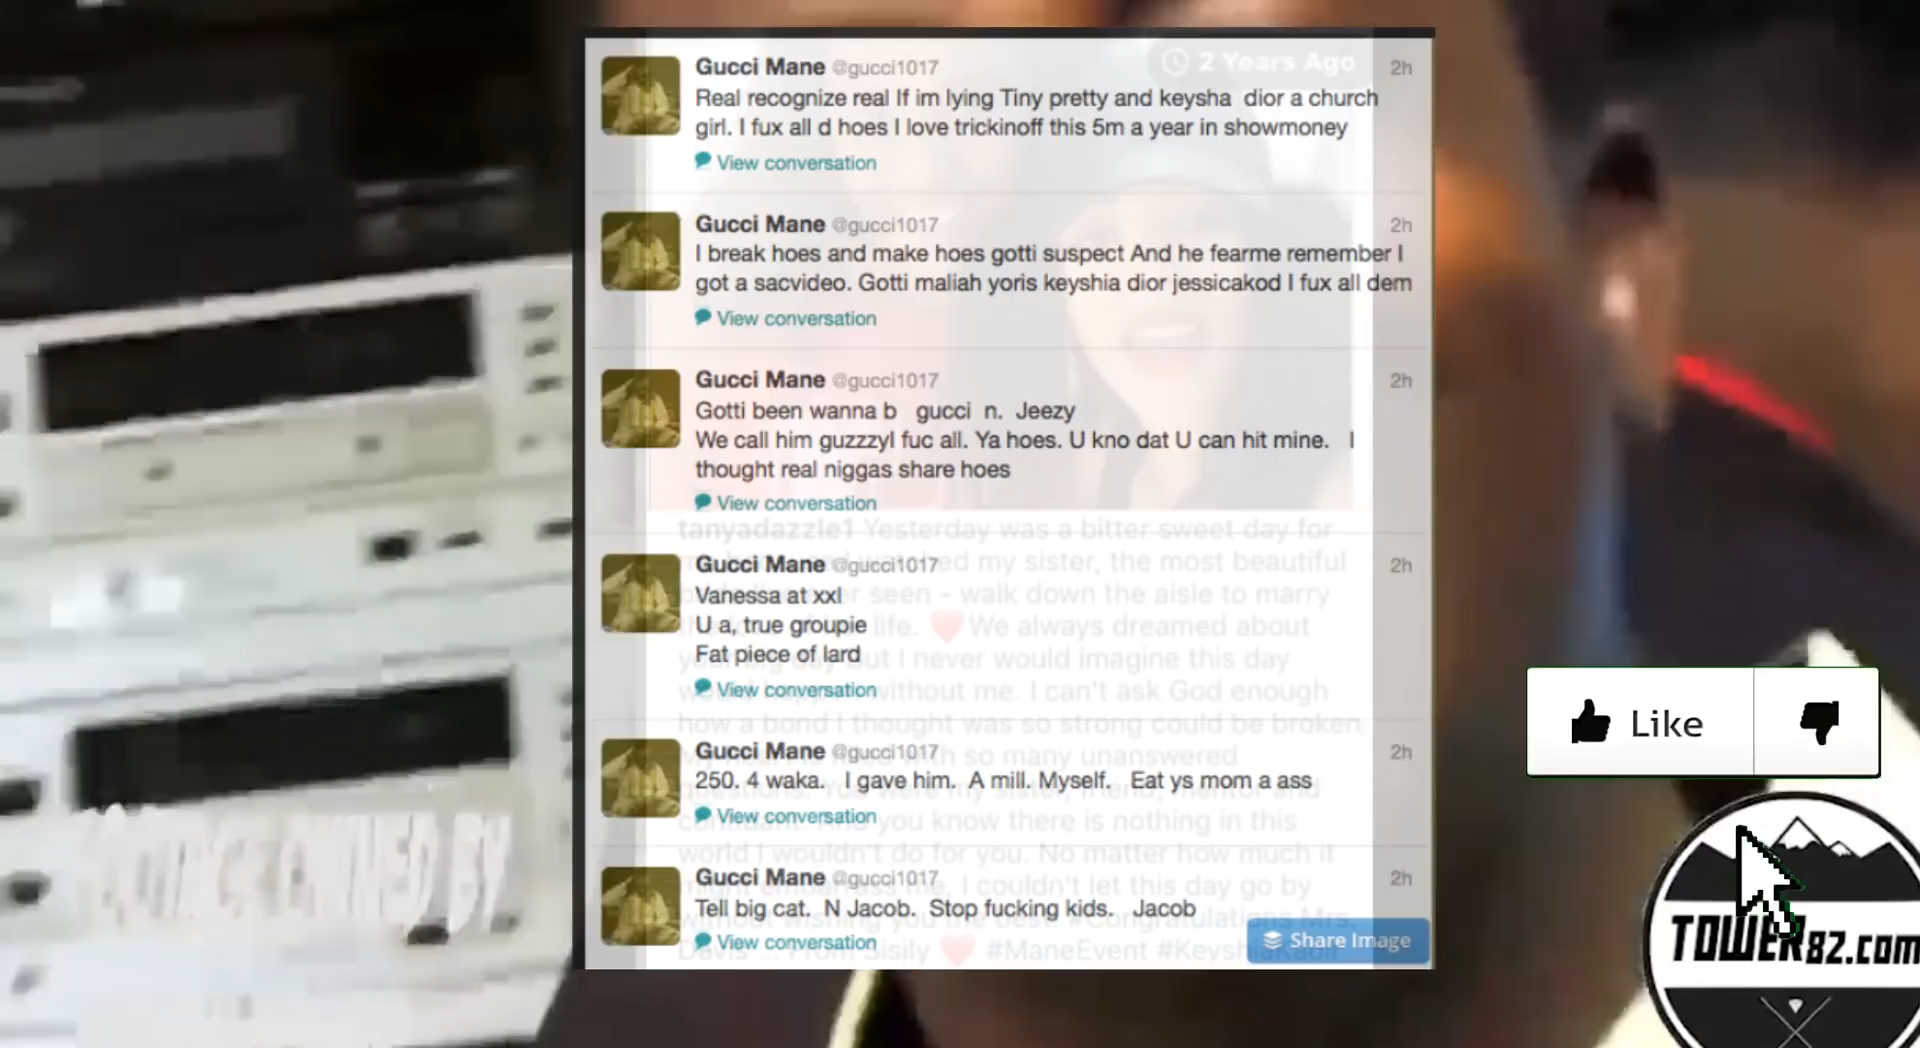 Gucci Mane @gucci1017 2h
2 Years Ago
Real recognize real If im lying Tiny pretty and keysha dior a church
girl. I fux all d hoes I love trickinoff this 5m a year in showmoney
View conversation
Gucci Mane @gucci1017 2h
I break hoes and make hoes gotti suspect And he fearme remember I
got a sacvideo. Gotti maliah yoris keyshia dior jessicakod I fux all dem
View conversation
Gucci Mane @gucci1017 2h
Gotti been wanna b gucci n. Jeezy
We call him guzzzyI fuc all. Ya hoes. U kno dat U can hit mine. I
thought real niggas share hoes
View conversation
tanyadazzle1 Yesterday was a bitter sweet day for
my sister, the most beautiful
seen - walk down the aisle to marry
life. ❤️We always dreamed about
but I never would imagine this day
without me. I can't ask God enough
how a bond I thought was so strong could be broken.
so many unanswered
you know there is nothing in this
world I wouldn't do for you. No matter how much it
me, I couldn't let this day go by
❤️ #ManeEvent
Gucci Mane @gucci1017 2h
Vanessa at xxl
U a, true groupie
Fat piece of lard
View conversation
Gucci Mane @gucci1017 2h
250. 4 waka. I gave him. A mill. Myself. Eat ys mom a ass
View conversation
Gucci Mane @gucci1017 2h
Tell big cat. N Jacob. Stop fucking kids. Jacob
View conversation
Share Image
Like
TOWER82.com